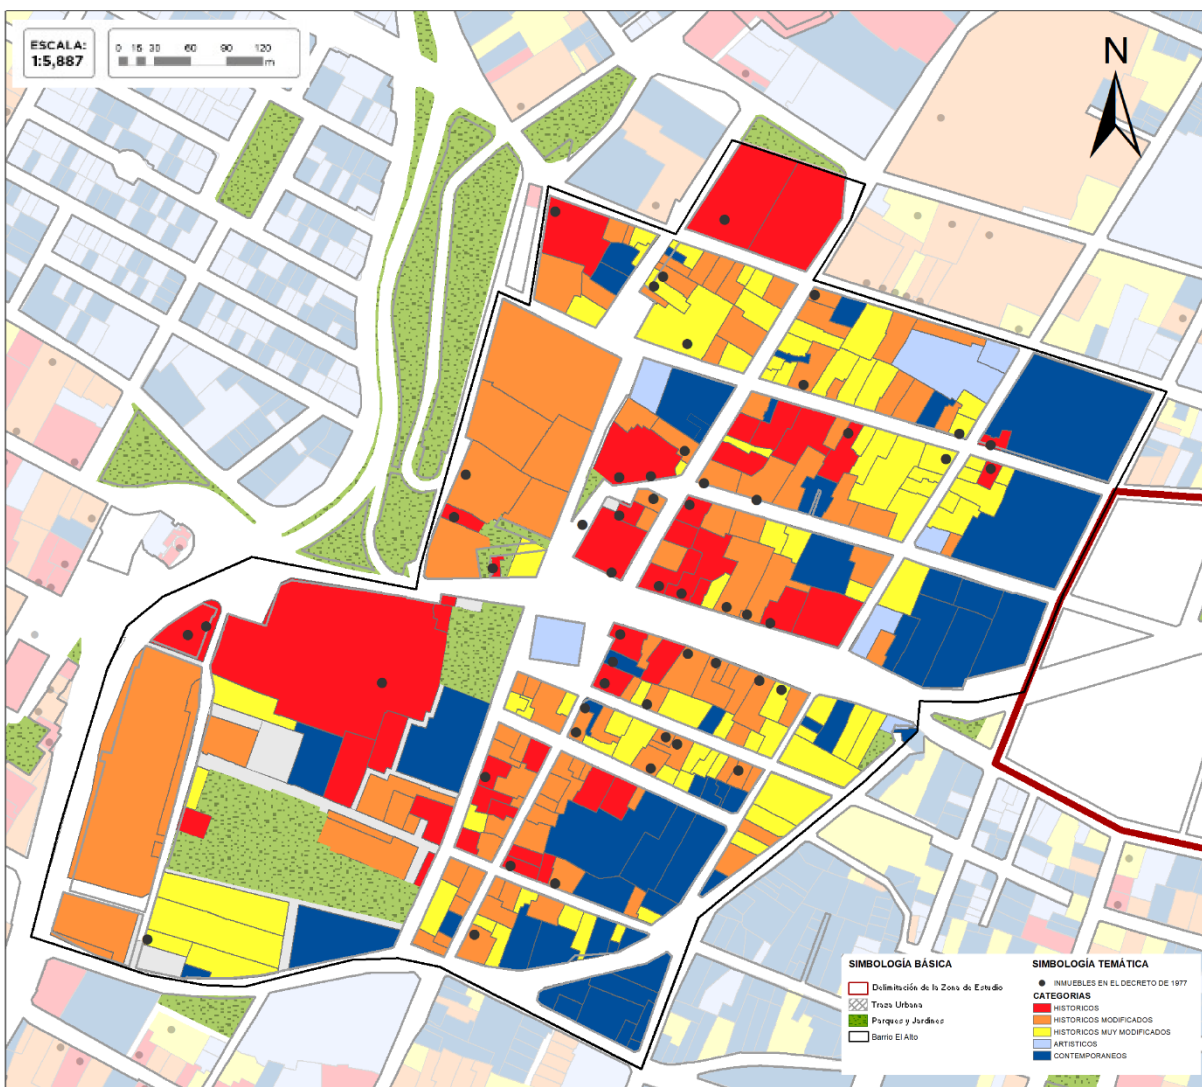 ESCALA:
1:5,887
0 15 30 60 90 120
m
N
SIMBOLOGÍA BÁSICA
Delimitación de la Zona de Estudio
Traza Urbana
Parques y Jardines
Barrio El Alto
SIMBOLOGÍA TEMÁTICA
INMUEBLES EN EL DECRETO DE 1977
CATEGORIAS
HISTORICOS
HISTORICOS MODIFICADOS
HISTORICOS MUY MODIFICADOS
ARTISTICOS
CONTEMPORANEOS